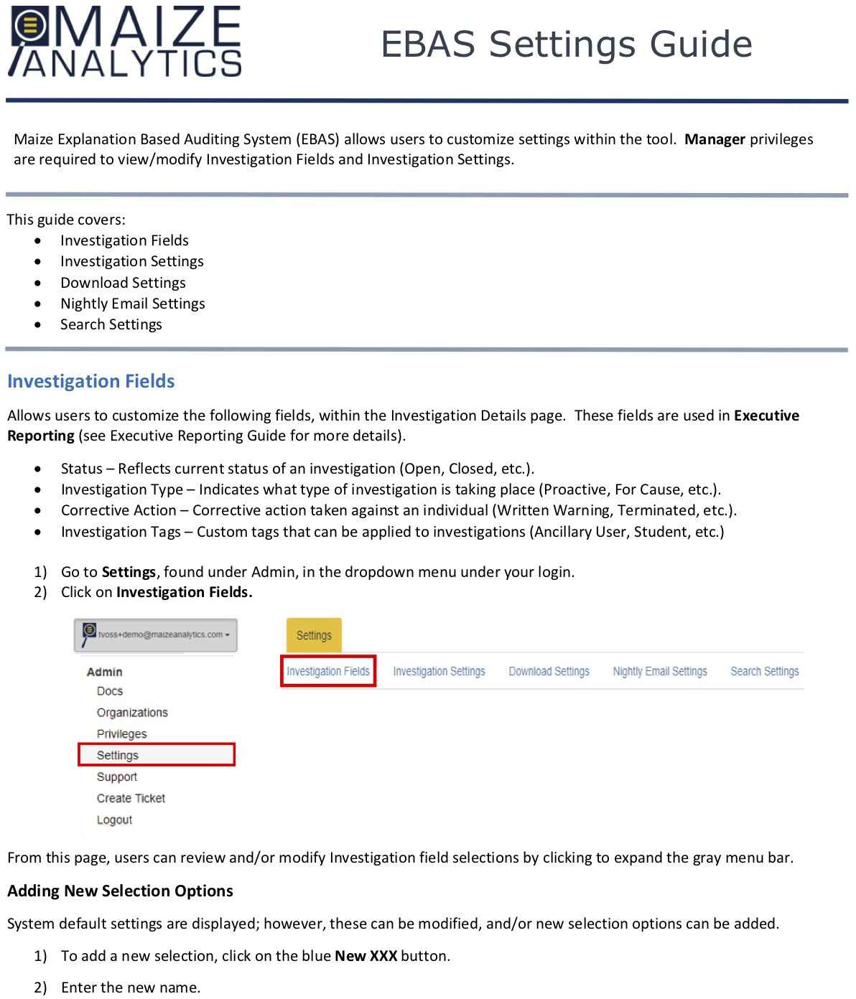 MAIZE
ANALYTICS
EBAS Settings Guide
Maize Explanation Based Auditing System (EBAS) allows users to customize settings within the tool.  Manager privileges
are required to view/modify Investigation Fields and Investigation Settings.
This guide covers:
• Investigation Fields
• Investigation Settings
• Download Settings
• Nightly Email Settings
• Search Settings
Investigation Fields
Allows users to customize the following fields, within the Investigation Details page.  These fields are used in Executive
Reporting (see Executive Reporting Guide for more details).
• Status – Reflects current status of an investigation (Open, Closed, etc.).
• Investigation Type – Indicates what type of investigation is taking place (Proactive, For Cause, etc.).
• Corrective Action – Corrective action taken against an individual (Written Warning, Terminated, etc.).
• Investigation Tags – Custom tags that can be applied to investigations (Ancillary User, Student, etc.)
1) Go to Settings, found under Admin, in the dropdown menu under your login.
2) Click on Investigation Fields.
tvoss+demo@maizeanalytics.com
Admin
Docs
Organizations
Privileges
Settings
Support
Create Ticket
Logout
Settings
Investigation Fields Investigation Settings Download Settings Nightly Email Settings Search Settings
From this page, users can review and/or modify Investigation field selections by clicking to expand the gray menu bar.
Adding New Selection Options
System default settings are displayed; however, these can be modified, and/or new selection options can be added.
1) To add a new selection, click on the blue New XXX button.
2) Enter the new name.